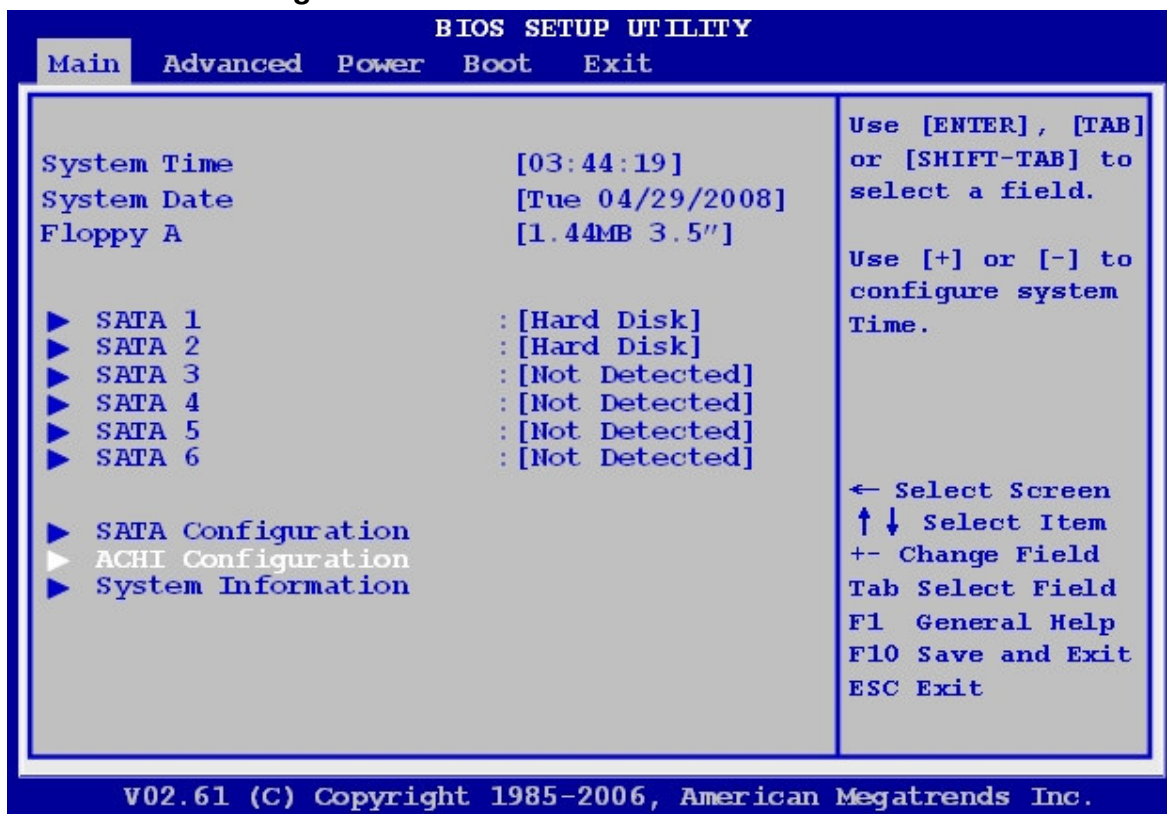 BIOS SETUP UTILITY
Main Advanced Power Boot Exit
System Time [03:44:19]
System Date [Tue 04/29/2008]
Floppy A [1.44MB 3.5″]
▶ SATA 1 :[Hard Disk]
▶ SATA 2 :[Hard Disk]
▶ SATA 3 :[Not Detected]
▶ SATA 4 :[Not Detected]
▶ SATA 5 :[Not Detected]
▶ SATA 6 :[Not Detected]
▶ SATA Configuration
▶ ACHI Configuration
▶ System Information
Use [ENTER], [TAB]
or [SHIFT-TAB] to
select a field.
Use [+] or [-] to
configure system
Time.
← Select Screen
↑↓ Select Item
+- Change Field
Tab Select Field
F1 General Help
F10 Save and Exit
ESC Exit
V02.61 (C) Copyright 1985-2006, American Megatrends Inc.